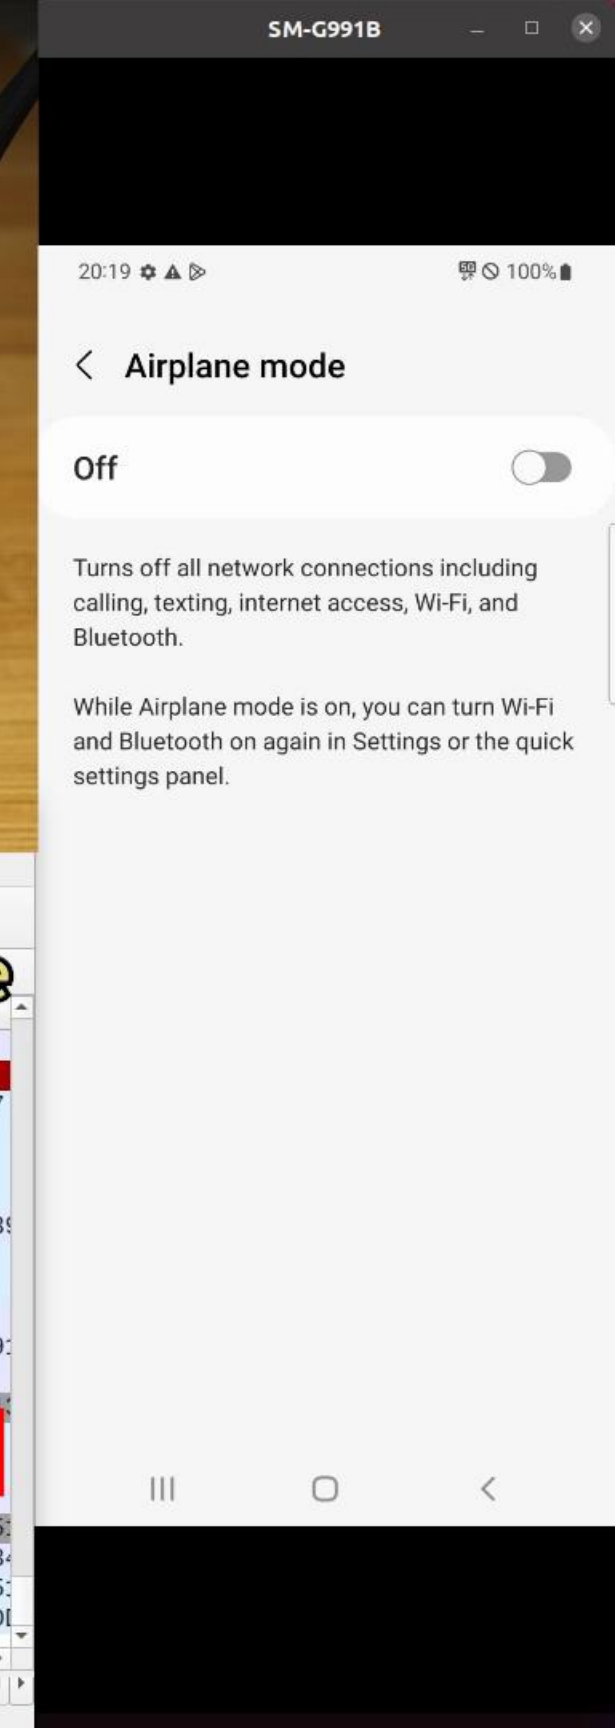 SM-G991B
20:19 100%
Airplane mode
Off
Turns off all network connections including
calling, texting, internet access, Wi-Fi, and
Bluetooth.
While Airplane mode is on, you can turn Wi-Fi
and Bluetooth on again in Settings or the quick
settings panel.